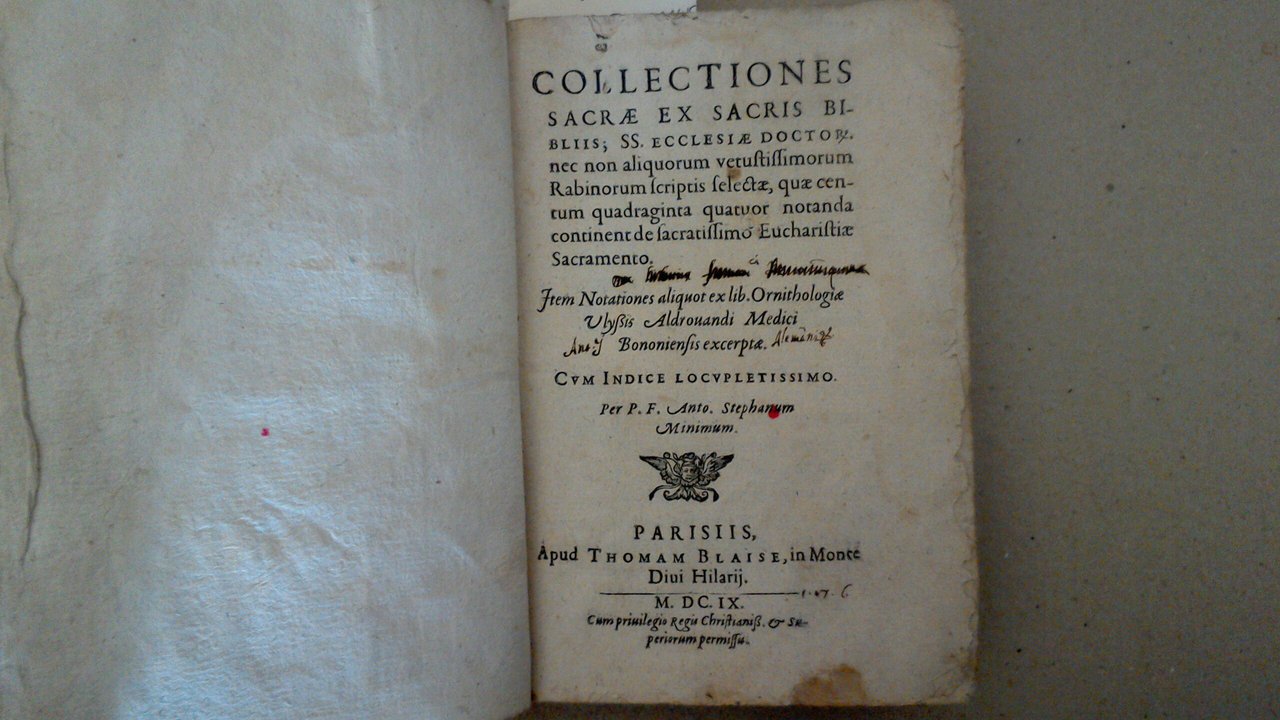 COLLECTIONES
SACRÆ EX SACRIS BI-
BLIIS; SS. ECCLESIÆ DOCTOꝶ.
nec non aliquorum vetuſtiſſimorum
Rabinorum ſcriptis ſelectæ, quæ cen-
tum quadraginta quatuor notanda
continent de ſacratiſſimo Euchariſtiæ
Sacramento.
Item Notationes aliquot ex lib. Ornithologiæ
Vlyßis Aldrouandi Medici
Bononienſis excerptæ.
CVM INDICE LOCVPLETISSIMO.
Per P. F. Anto. Stephanum
Minimum.
PARISIIS,
Apud THOMAM BLAISE, in Monte
Diui Hilarij.
M. DC. IX.
Cum priuilegio Regis Chriſtianiß. & Su-
periorum permiſſu.